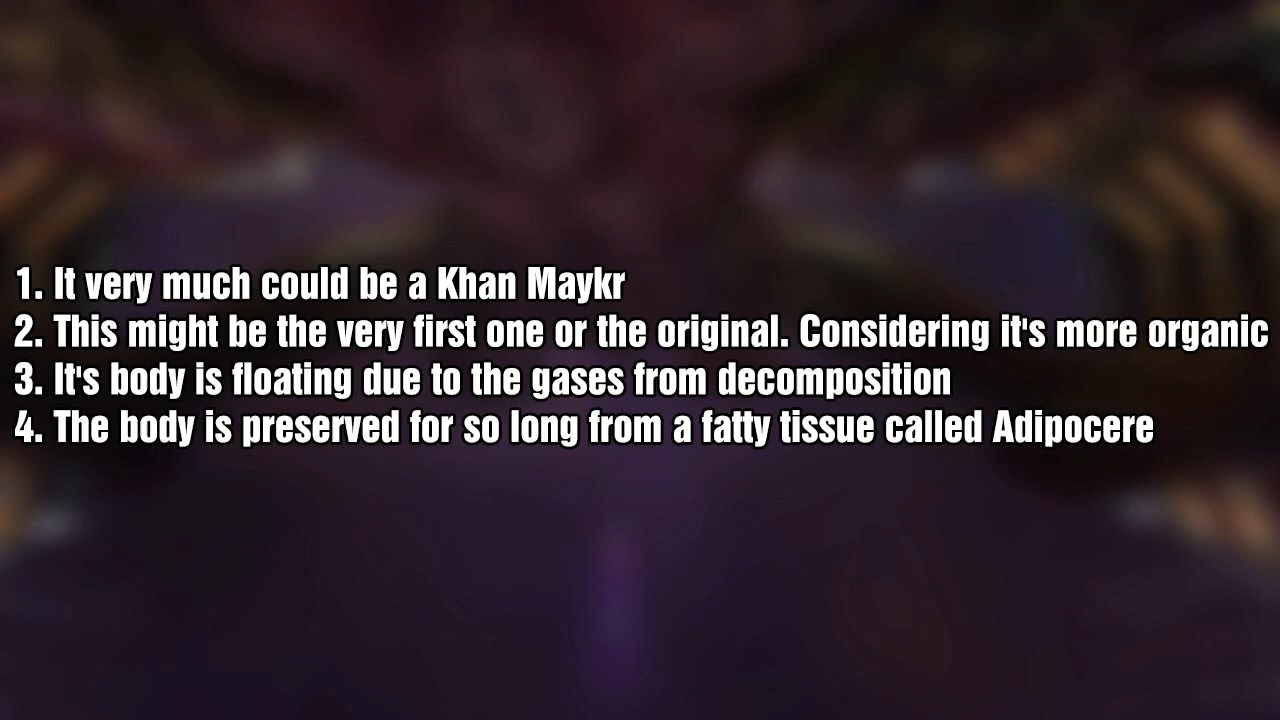 1. It very much could be a Khan Maykr
2. This might be the very first one or the original. Considering it's more organic
3. It's body is floating due to the gases from decomposition
4. The body is preserved for so long from a fatty tissue called Adipocere